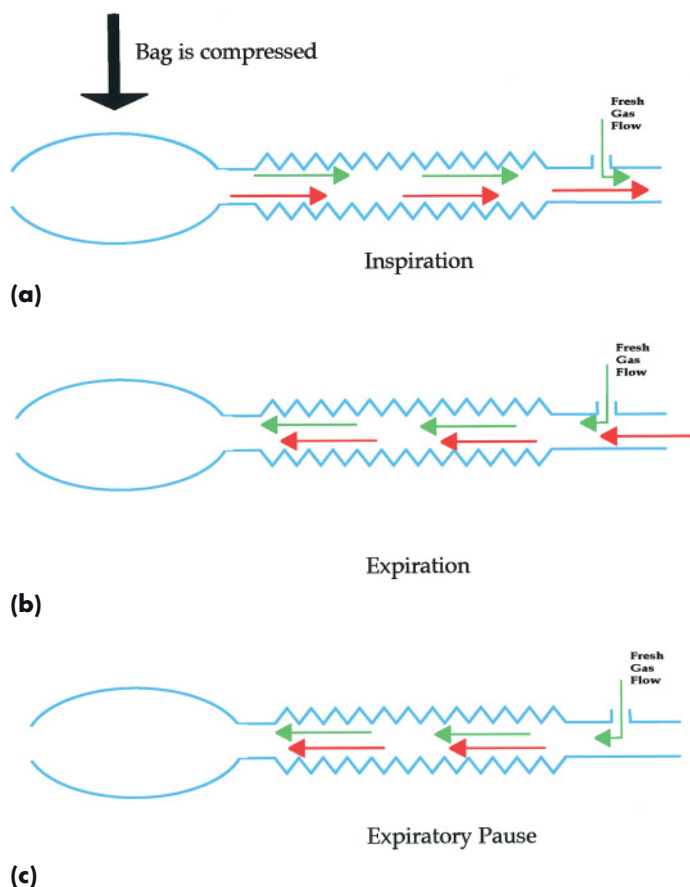 Bag is compressed
Fresh
Gas
Flow
Inspiration
(a)
Fresh
Gas
Flow
Expiration
(b)
Fresh
Gas
Flow
Expiratory Pause
(c)